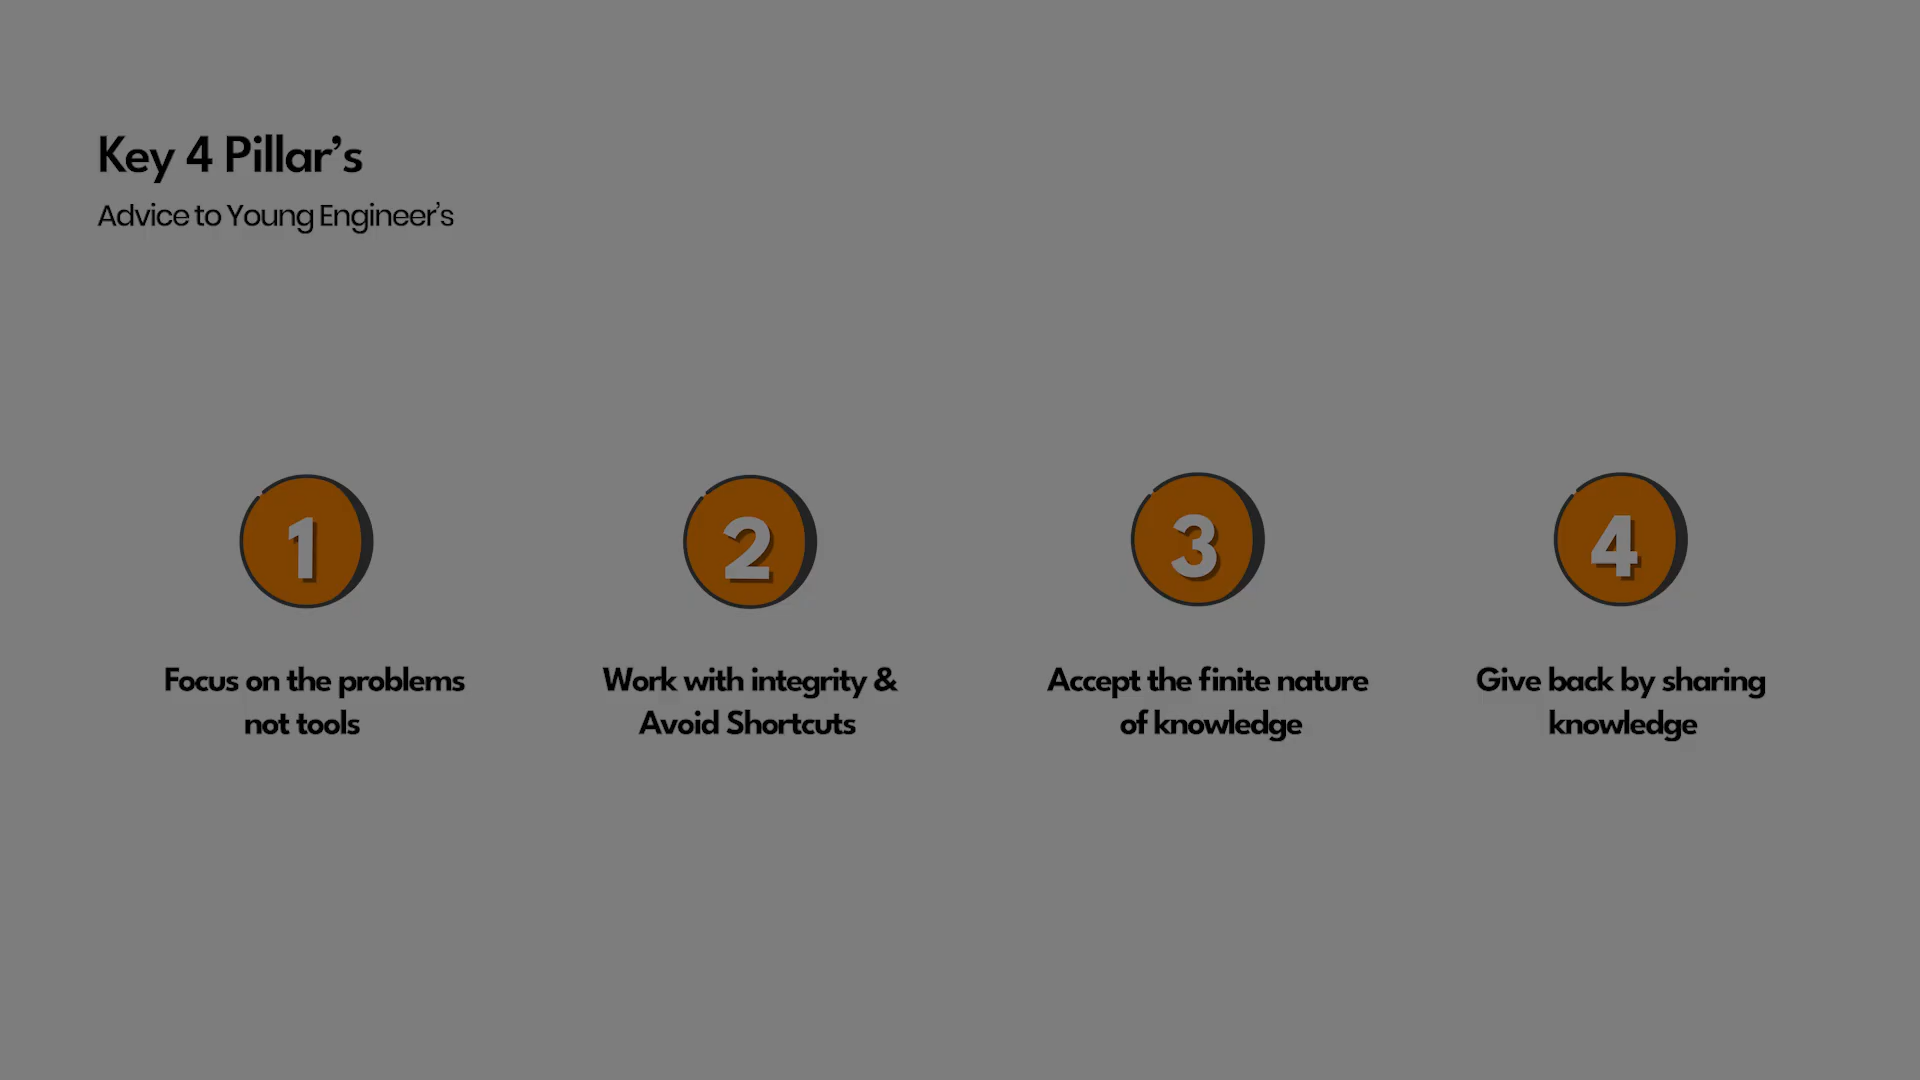 Key 4 Pillar’s
Advice to Young Engineer’s
1
Focus on the problems
not tools
2
Work with integrity &
Avoid Shortcuts
3
Accept the finite nature
of knowledge
4
Give back by sharing
knowledge